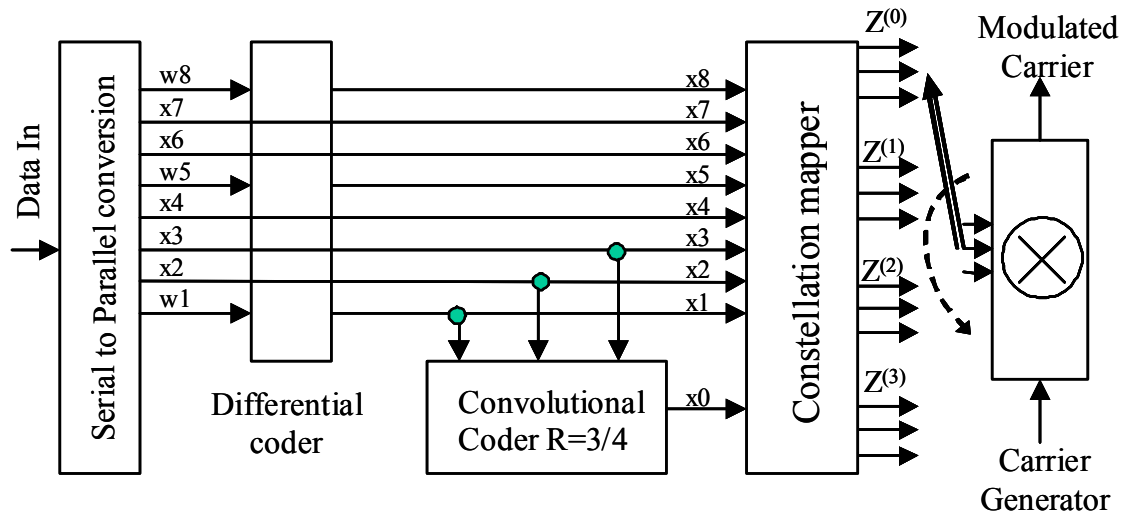 Data In
Serial to Parallel conversion
w8
x7
x6
w5
x4
x3
x2
w1
Differential
coder
Convolutional
Coder R=3/4
x8
x7
x6
x5
x4
x3
x2
x1
x0
Constellation mapper
Z(0)
Z(1)
Z(2)
Z(3)
Modulated
Carrier
Carrier
Generator